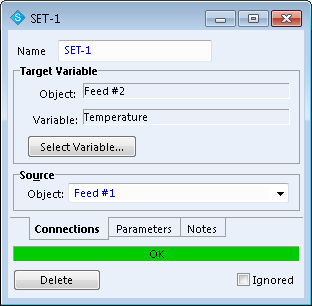 SET-1
Name SET-1
Target Variable
Object: Feed #2
Variable: Temperature
Select Variable...
Source
Object: Feed #1
Connections Parameters Notes
OK
Delete Ignored